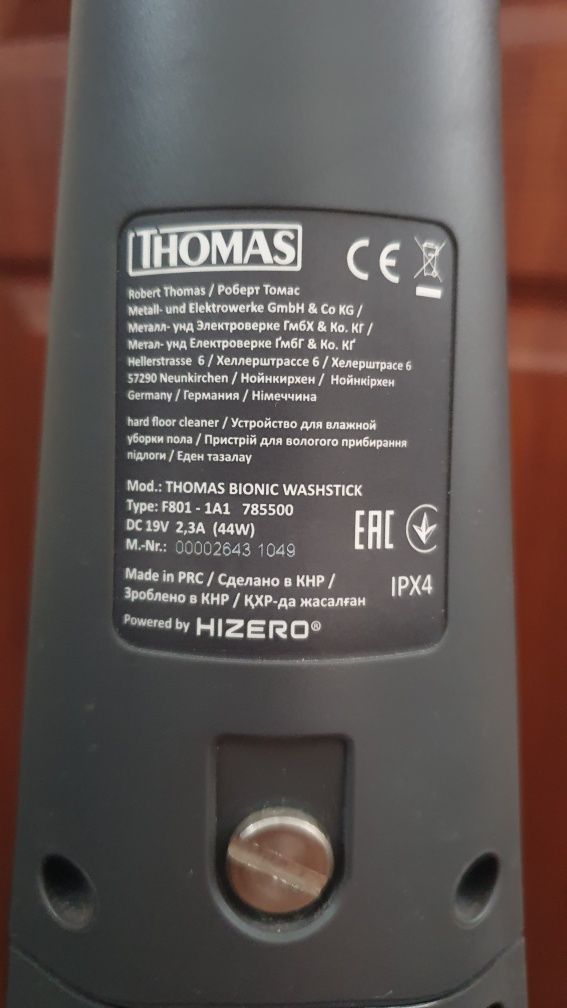 THOMAS
CE
Robert Thomas / Роберт Томас
Metall- und Elektrowerke GmbH & Co KG /
Металл- унд Электроверке ГмбХ & Ко. КГ /
Метал- унд Електроверке ҐмбГ & Ко. КҐ
Hellerstrasse 6 / Хеллерштрассе 6 / Хелерштрасе 6
57290 Neunkirchen / Нойнкирхен / Нойнкірхен
Germany / Германия / Німеччина
hard floor cleaner / Устройство для влажной
уборки пола / Пристрій для вологого прибирання
підлоги / Еден тазалау
Mod.: THOMAS BIONIC WASHSTICK
Type: F801 - 1A1 785500
DC 19V 2,3A (44W)
M.-Nr.: 00002643 1049
EAC
Made in PRC / Сделано в КНР /
Зроблено в КНР / ҚХР-да жасалған
IPX4
Powered by HIZERO®